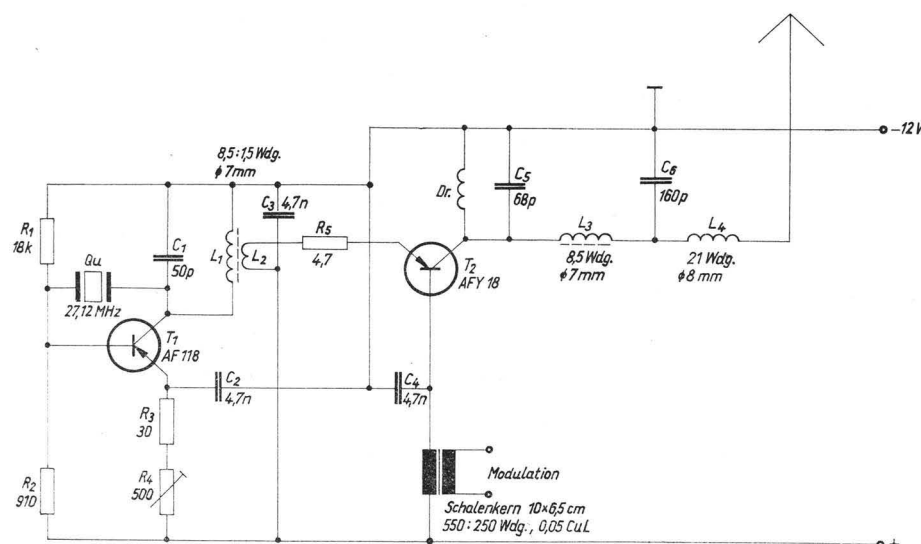 -12V
8,5:1,5 Wdg.
ϕ 7mm
C3
4,7n
Dr.
C5
68p
C6
160p
R1
18k
C1
50p
L1
L2
R5
4,7
L3
8,5 Wdg.
ϕ7mm
L4
21 Wdg.
ϕ8 mm
Qu
27,12 MHz
T2
AFY 18
T1
AF 118
C2
4,7n
C4
4,7n
R3
30
R2
910
R4
500
Modulation
Schalenkern 10×6,5 cm
550 : 250 Wdg., 0,05 CuL
+